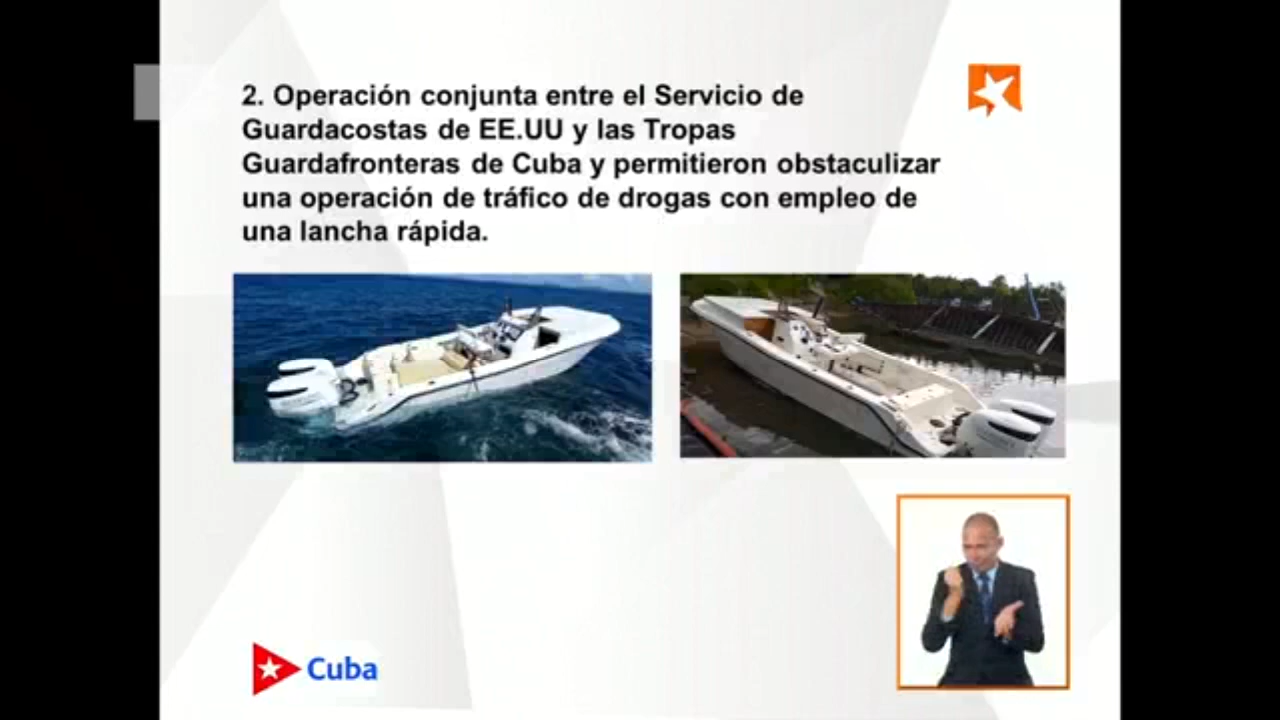 2. Operación conjunta entre el Servicio de
Guardacostas de EE.UU y las Tropas
Guardafronteras de Cuba y permitieron obstaculizar
una operación de tráfico de drogas con empleo de
una lancha rápida.
Cuba